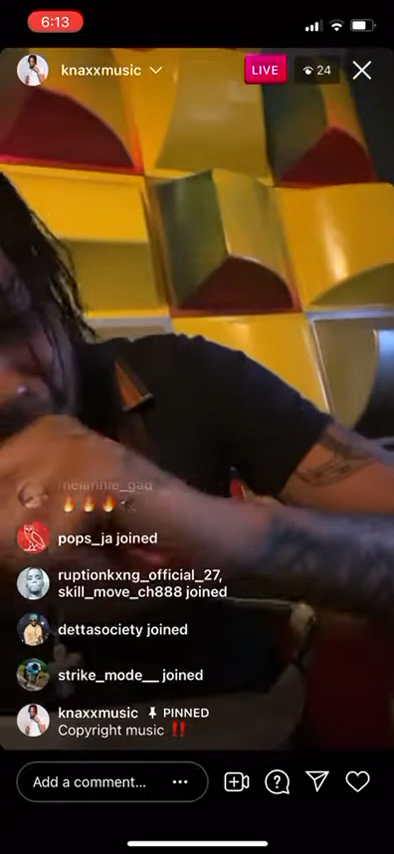 6:13
knaxxmusic
LIVE
24
melannie_gad
pops_ja joined
ruptionkxng_official_27,
skill_move_ch888 joined
dettasociety joined
strike_mode__ joined
knaxxmusic PINNED
Copyright music ‼️
Add a comment...